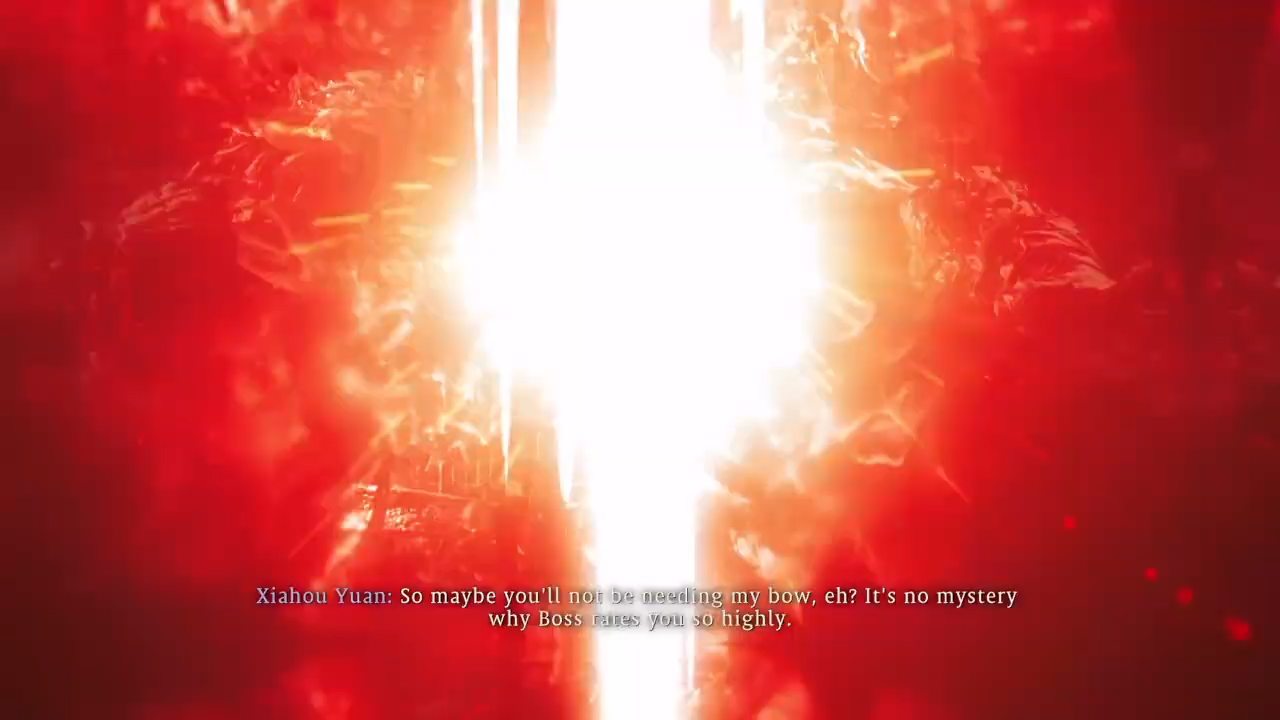 Xiahou Yuan: So maybe you'll not be needing my bow, eh? It's no mystery
why Boss rates you so highly.